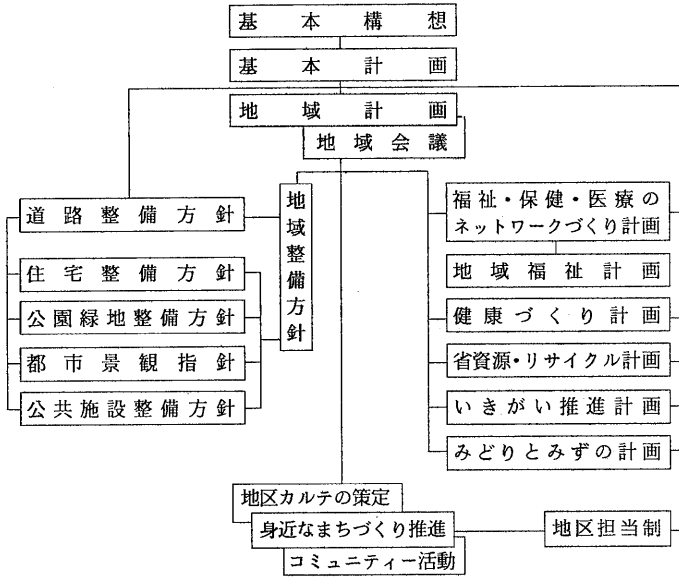 基本構想
基本計画
地域計画
地域会議
道路整備方針
住宅整備方針
公園緑地整備方針
都市景観指針
公共施設整備方針
地域整備方針
福祉・保健・医療の
ネットワークづくり計画
地域福祉計画
健康づくり計画
省資源・リサイクル計画
いきがい推進計画
みどりとみずの計画
地区カルテの策定
身近なまちづくり推進
コミュニティー活動
地区担当制